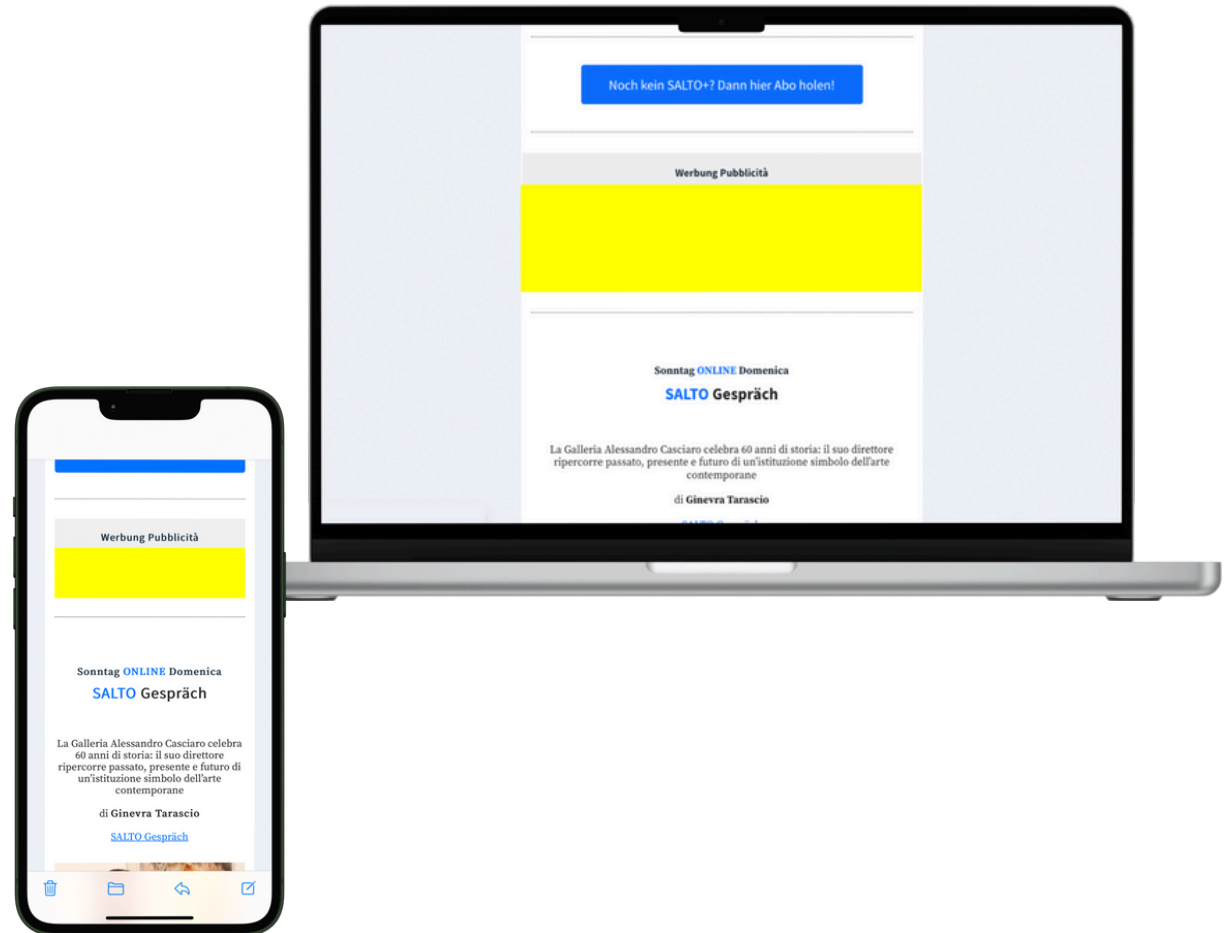 Noch kein SALTO+? Dann hier Abo holen!
Werbung Pubblicità
Sonntag ONLINE Domenica
SALTO Gespräch
La Galleria Alessandro Casciaro celebra 60 anni di storia: il suo direttore
ripercorre passato, presente e futuro di un'istituzione simbolo dell'arte
contemporane
di Ginevra Tarascio
SALTO Gespräch
Werbung Pubblicità
Sonntag ONLINE Domenica
SALTO Gespräch
La Galleria Alessandro Casciaro celebra
60 anni di storia: il suo direttore
ripercorre passato, presente e futuro di
un'istituzione simbolo dell'arte
contemporane
di Ginevra Tarascio
SALTO Gespräch